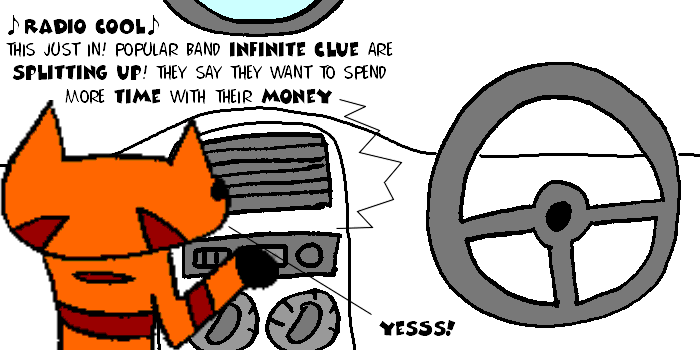 ♪RADIO COOL♪
THIS JUST IN! POPULAR BAND INFINITE CLUE ARE
SPLITTING UP! THEY SAY THEY WANT TO SPEND
MORE TIME WITH THEIR MONEY
YESSS!